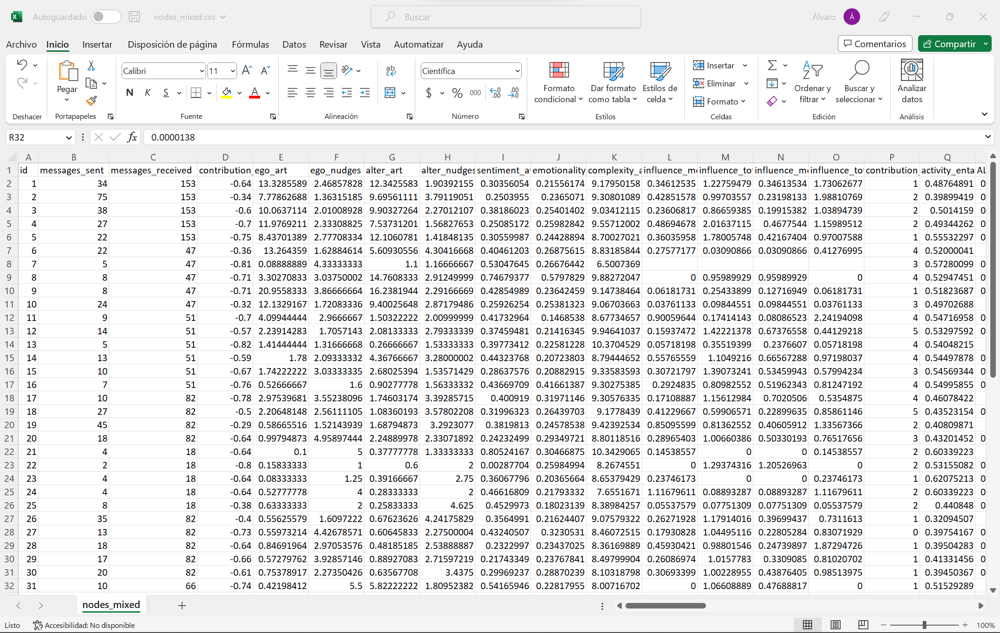 Autoguardado nodes_mixed.csv Buscar Álvaro Á
Archivo Inicio Insertar Disposición de página Fórmulas Datos Revisar Vista Automatizar Ayuda Comentarios Compartir
Pegar Calibri 11 ab c Científica Formato condicional Dar formato como tabla Estilos de celda Insertar Eliminar Formato Ordenar y filtrar Buscar y seleccionar Analizar datos
N K S A $ % 000
Deshacer Portapapeles Fuente Alineación Número Estilos Celdas Edición Análisis
R32 fx 0.0000138
A B C D E F G H I J K L M N O P Q
1 id messages_sent messages_received contribution_ ego_art ego_nudges alter_art alter_nudges sentiment_a emotionality_ complexity_a influence_me influence_to influence_me influence_to contribution_ activity_enta AL
2 1 34 153 -0.64 13.3285589 2.46857828 12.3425583 1.90392155 0.30356054 0.21556174 9.17950158 0.34612535 1.22759479 0.34613534 1.73062677 1 0.48764891 0
3 2 75 153 -0.34 7.77862688 1.36315185 9.69561111 3.79119051 0.2503955 0.2365071 9.30801089 0.42851578 0.99703557 0.23198133 1.98810769 2 0.39899419 0
4 3 38 153 -0.6 10.0637114 2.01008928 9.90327264 2.27012107 0.38186023 0.25401402 9.03412115 0.23606817 0.86659385 0.19915382 1.03894739 2 0.5014159 0
5 4 27 153 -0.7 11.9769211 2.33308825 7.53731201 1.56827653 0.25085172 0.25982842 9.55712002 0.48694678 2.01637115 0.4677544 1.15989512 2 0.49344262 0
6 5 22 153 -0.75 8.43701389 2.77708334 12.1060781 1.41848135 0.30559987 0.24428894 8.70027021 0.36035958 1.78005748 0.42167404 0.97007588 1 0.55532297 0
7 6 22 47 -0.36 13.264359 1.62884614 5.60930556 4.30416668 0.40461203 0.26875615 8.83185844 0.27577177 0.03090866 0.03090866 0.41276995 4 0.52000041
8 7 5 47 -0.81 0.08888889 4.33333333 1.1 1.16666667 0.53047645 0.26676442 6.5007369 3 0.57280099 0
9 8 8 47 -0.71 3.30270833 3.03750002 14.7608333 2.91249999 0.74679377 0.5797829 9.88272047 0 0.95989929 0.95989929 0 4 0.52947451 0
10 9 8 47 -0.71 20.9558333 3.86666664 16.2381944 2.29166669 0.42854989 0.23642459 9.14738464 0.06181731 0.25433899 0.12716949 0.06181731 1 0.51823687 0
11 10 24 47 -0.32 12.1329167 1.72083336 9.40025648 2.87179486 0.25926254 0.25381323 9.06703663 0.03761133 0.09844551 0.09844551 0.03761133 3 0.49702688
12 11 9 51 -0.7 4.09944444 2.9666667 1.50322222 2.00999999 0.41732964 0.1468538 8.67734657 0.90059644 0.17414143 0.08086523 2.24194098 4 0.54716958 0
13 12 14 51 -0.57 2.23914283 1.7057143 2.08133333 2.79333339 0.37459481 0.21416345 9.94641037 0.15937472 1.42221378 0.67376558 0.44129218 5 0.53297592 0
14 13 5 51 -0.82 1.41444444 1.31666668 0.26666667 1.53333333 0.39773412 0.22581228 10.3704529 0.05718198 0.35519399 0.2376607 0.05718198 4 0.54048215
15 14 13 51 -0.59 1.78 2.09333332 4.36766667 3.28000002 0.44323768 0.20723803 8.79444652 0.55765559 1.1049216 0.66567288 0.97198037 4 0.54497878 0
16 15 10 51 -0.67 1.74222222 3.03333335 2.68025394 1.53571429 0.28637576 0.20882915 9.33583593 0.30721797 1.39073241 0.53459943 0.57994234 3 0.54569344 0
17 16 7 51 -0.76 0.52666667 1.6 0.90277778 1.56333332 0.43669709 0.41661387 9.30275385 0.2924835 0.80982552 0.51962343 0.81247192 4 0.54995855 0
18 17 10 82 -0.78 2.97539681 3.55238096 1.74603174 3.39285715 0.400919 0.31971146 9.30576335 0.17108887 1.15612984 0.7020506 0.5354875 4 0.46078422
19 18 27 82 -0.5 2.20648148 2.56111105 1.08360193 3.57802208 0.31996323 0.26439703 9.1778439 0.41229667 0.59906571 0.22899635 0.85861146 5 0.43523154 0
20 19 45 82 -0.29 0.58665516 1.52143939 1.68794873 3.2923077 0.3819813 0.24578538 9.42392534 0.85095599 0.81362552 0.40605912 1.33567366 2 0.40809871
21 20 18 82 -0.64 0.99794873 4.95897444 2.24889978 2.33071892 0.24232499 0.29349721 8.80118516 0.28965403 1.00660386 0.50330193 0.76517656 3 0.43201452 0
22 21 4 18 -0.64 0.1 5 0.37777778 1.33333333 0.80524167 0.30466875 10.3429065 0.14538557 0 0 0.14538557 2 0.60339223
23 22 2 18 -0.8 0.15833333 1 0.6 2 0.00287704 0.25984994 8.2674551 0 1.29374316 1.20526963 0 2 0.53155082 0
24 23 4 18 -0.64 0.08333333 1.25 0.39166667 2.75 0.36067796 0.20365664 8.65379429 0.23746173 0 0 0.23746173 1 0.62075213 0
25 24 4 18 -0.64 0.52777778 4 0.28333333 2 0.46616809 0.21793332 7.6551671 1.11679611 0.08893287 0.08893287 1.11679611 2 0.60339223 0
26 25 8 18 -0.38 0.63333333 2 0.25833333 4.625 0.4529973 0.18023139 8.38984257 0.05537579 0.07751309 0.07751309 0.05537579 2 0.440848 0
27 26 35 82 -0.4 0.55625579 1.6097222 0.67623626 4.24175829 0.3564991 0.21624407 9.07579322 0.26271928 1.17914016 0.39699437 0.7311613 1 0.32094507
28 27 13 82 -0.73 0.55973214 4.42678571 0.60645833 2.27500004 0.43240507 0.3230531 8.46072515 0.17930828 1.04495116 0.22805284 0.83071929 0 0.39754167 0
29 28 18 82 -0.64 0.84691964 2.97053576 0.48185185 2.53888887 0.2322997 0.23437025 8.36169889 0.45930421 0.98801546 0.24739897 1.87294726 1 0.39504283 0
30 29 17 82 -0.66 0.57279762 3.92857146 0.88927083 2.71597219 0.21743349 0.23767841 8.49799904 0.26086974 1.0157783 0.3309085 0.81020702 1 0.41331456 0
31 30 20 82 -0.61 0.75378917 2.27350426 0.63567708 3.4375 0.29969237 0.28870239 8.10318798 0.30693399 1.00228955 0.43876405 0.98513975 1 0.39450367 0
32 31 10 66 -0.74 0.42198412 5.5 5.82222222 1.80952382 0.54165946 0.22817955 8.00716702 0 1.06608889 0.47688817 0 1 0.51529289
nodes_mixed
Listo Accesibilidad: No disponible 100%